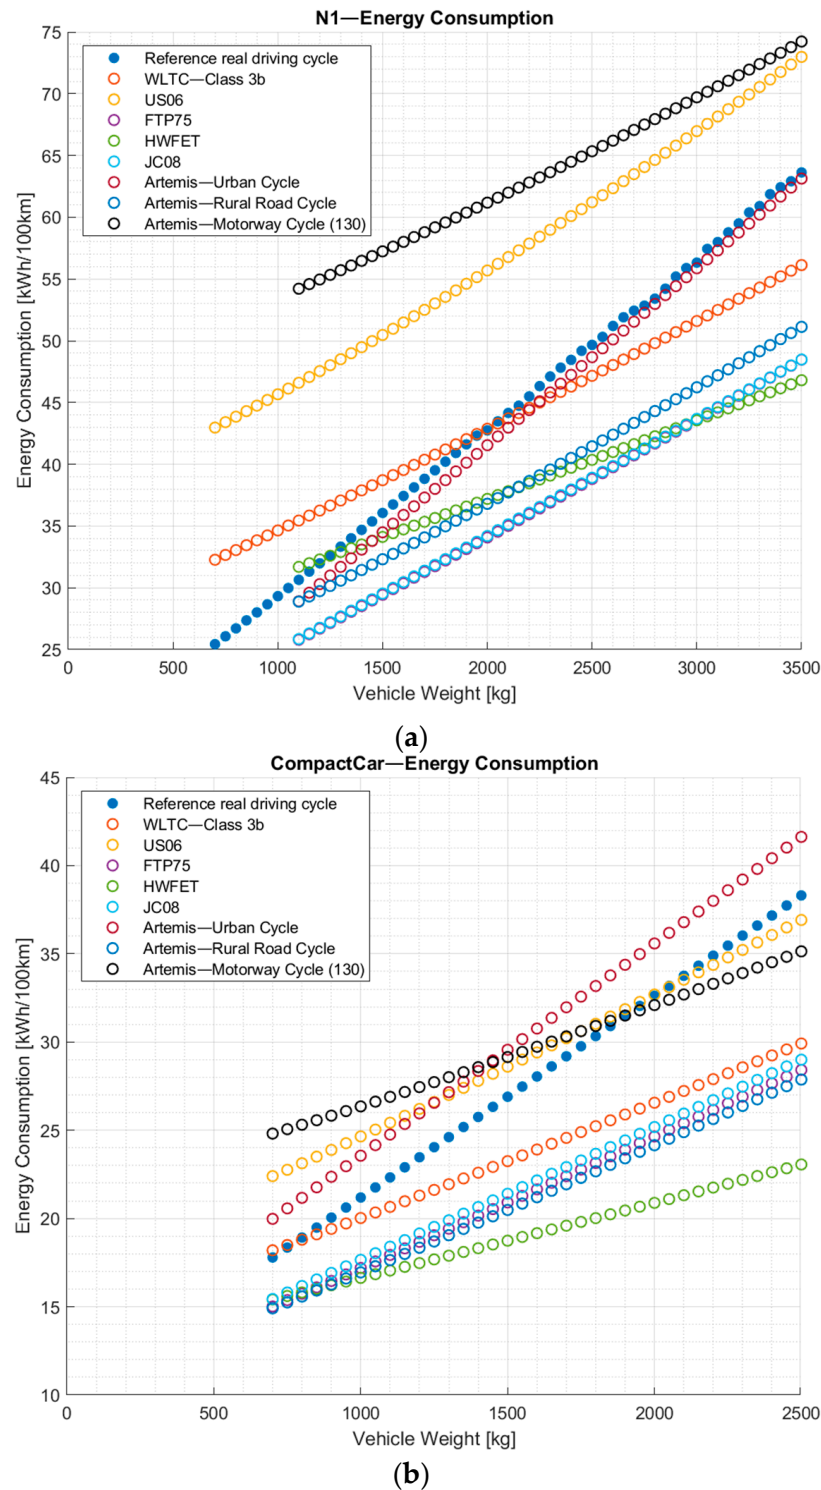 N1—Energy Consumption
75
70
65
60
55
50
45
40
35
30
25
Energy Consumption [kWh/100km]
Reference real driving cycle
WLTC—Class 3b
US06
FTP75
HWFET
JC08
Artemis—Urban Cycle
Artemis—Rural Road Cycle
Artemis—Motorway Cycle (130)
0 500 1000 1500 2000 2500 3000 3500
Vehicle Weight [kg]
(a)
CompactCar—Energy Consumption
45
40
35
30
25
20
15
10
Energy Consumption [kWh/100km]
Reference real driving cycle
WLTC—Class 3b
US06
FTP75
HWFET
JC08
Artemis—Urban Cycle
Artemis—Rural Road Cycle
Artemis—Motorway Cycle (130)
0 500 1000 1500 2000 2500
Vehicle Weight [kg]
(b)